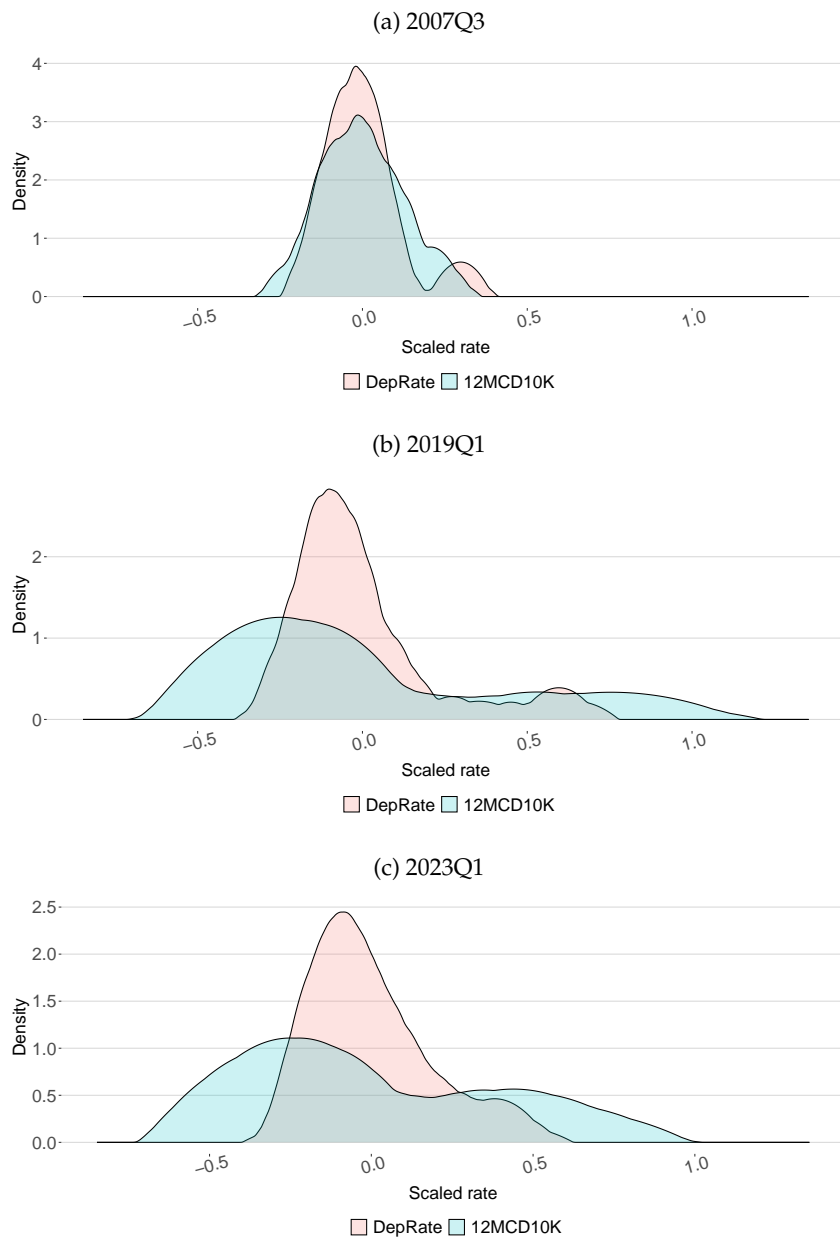 (a) 2007Q3
4
3
2
1
0
Density
−0.5 0.0 0.5 1.0
Scaled rate
DepRate 12MCD10K
(b) 2019Q1
2
1
0
Density
−0.5 0.0 0.5 1.0
Scaled rate
DepRate 12MCD10K
(c) 2023Q1
2.5
2.0
1.5
1.0
0.5
0.0
Density
−0.5 0.0 0.5 1.0
Scaled rate
DepRate 12MCD10K